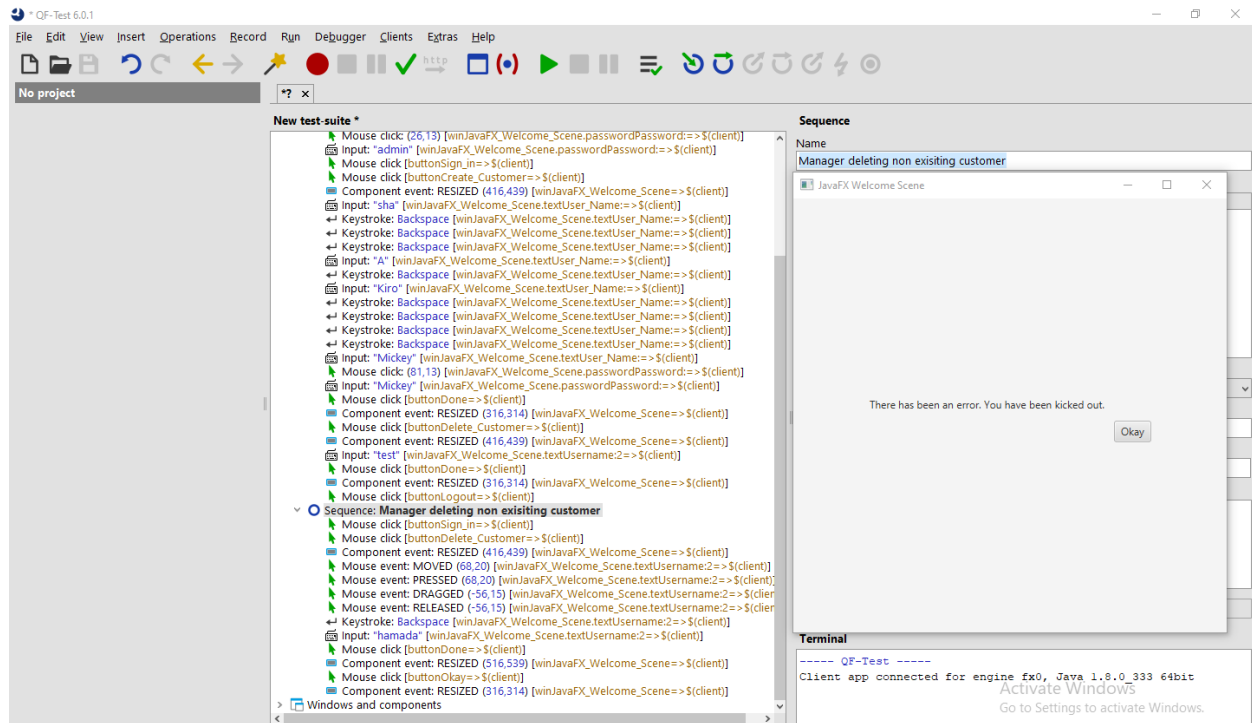 * QF-Test 6.0.1
File Edit View Insert Operations Record Run Debugger Clients Extras Help
http
No project
*? x
New test-suite *
Mouse click: (26,13) [winJavaFX_Welcome_Scene.passwordPassword:=>$(client)]
Input: "admin" [winJavaFX_Welcome_Scene.passwordPassword:=>$(client)]
Mouse click [buttonSign_in=>$(client)]
Mouse click [buttonCreate_Customer=>$(client)]
Component event: RESIZED (416,439) [winJavaFX_Welcome_Scene=>$(client)]
Input: "sha" [winJavaFX_Welcome_Scene.textUser_Name:=>$(client)]
Keystroke: Backspace [winJavaFX_Welcome_Scene.textUser_Name:=>$(client)]
Keystroke: Backspace [winJavaFX_Welcome_Scene.textUser_Name:=>$(client)]
Keystroke: Backspace [winJavaFX_Welcome_Scene.textUser_Name:=>$(client)]
Input: "A" [winJavaFX_Welcome_Scene.textUser_Name:=>$(client)]
Keystroke: Backspace [winJavaFX_Welcome_Scene.textUser_Name:=>$(client)]
Input: "Kiro" [winJavaFX_Welcome_Scene.textUser_Name:=>$(client)]
Keystroke: Backspace [winJavaFX_Welcome_Scene.textUser_Name:=>$(client)]
Keystroke: Backspace [winJavaFX_Welcome_Scene.textUser_Name:=>$(client)]
Keystroke: Backspace [winJavaFX_Welcome_Scene.textUser_Name:=>$(client)]
Keystroke: Backspace [winJavaFX_Welcome_Scene.textUser_Name:=>$(client)]
Input: "Mickey" [winJavaFX_Welcome_Scene.textUser_Name:=>$(client)]
Mouse click: (81,13) [winJavaFX_Welcome_Scene.passwordPassword:=>$(client)]
Input: "Mickey" [winJavaFX_Welcome_Scene.passwordPassword:=>$(client)]
Mouse click [buttonDone=>$(client)]
Component event: RESIZED (316,314) [winJavaFX_Welcome_Scene=>$(client)]
Mouse click [buttonDelete_Customer=>$(client)]
Component event: RESIZED (416,439) [winJavaFX_Welcome_Scene=>$(client)]
Input: "test" [winJavaFX_Welcome_Scene.textUsername:2=>$(client)]
Mouse click [buttonDone=>$(client)]
Component event: RESIZED (316,314) [winJavaFX_Welcome_Scene=>$(client)]
Mouse click [buttonLogout=>$(client)]
Sequence: Manager deleting non exisiting customer
Mouse click [buttonSign_in=>$(client)]
Mouse click [buttonDelete_Customer=>$(client)]
Component event: RESIZED (416,439) [winJavaFX_Welcome_Scene=>$(client)]
Mouse event: MOVED (68,20) [winJavaFX_Welcome_Scene.textUsername:2=>$(client)]
Mouse event: PRESSED (68,20) [winJavaFX_Welcome_Scene.textUsername:2=>$(client)]
Mouse event: DRAGGED (-56,15) [winJavaFX_Welcome_Scene.textUsername:2=>$(clier
Mouse event: RELEASED (-56,15) [winJavaFX_Welcome_Scene.textUsername:2=>$(clier
Keystroke: Backspace [winJavaFX_Welcome_Scene.textUsername:2=>$(client)]
Input: "hamada" [winJavaFX_Welcome_Scene.textUsername:2=>$(client)]
Mouse click [buttonDone=>$(client)]
Component event: RESIZED (516,539) [winJavaFX_Welcome_Scene=>$(client)]
Mouse click [buttonOkay=>$(client)]
Component event: RESIZED (316,314) [winJavaFX_Welcome_Scene=>$(client)]
Windows and components
Sequence
Name
Manager deleting non exisiting customer
JavaFX Welcome Scene
There has been an error. You have been kicked out.
Okay
Terminal
----- QF-Test -----
Client app connected for engine fx0, Java 1.8.0_333 64bit
Activate Windows
Go to Settings to activate Windows.